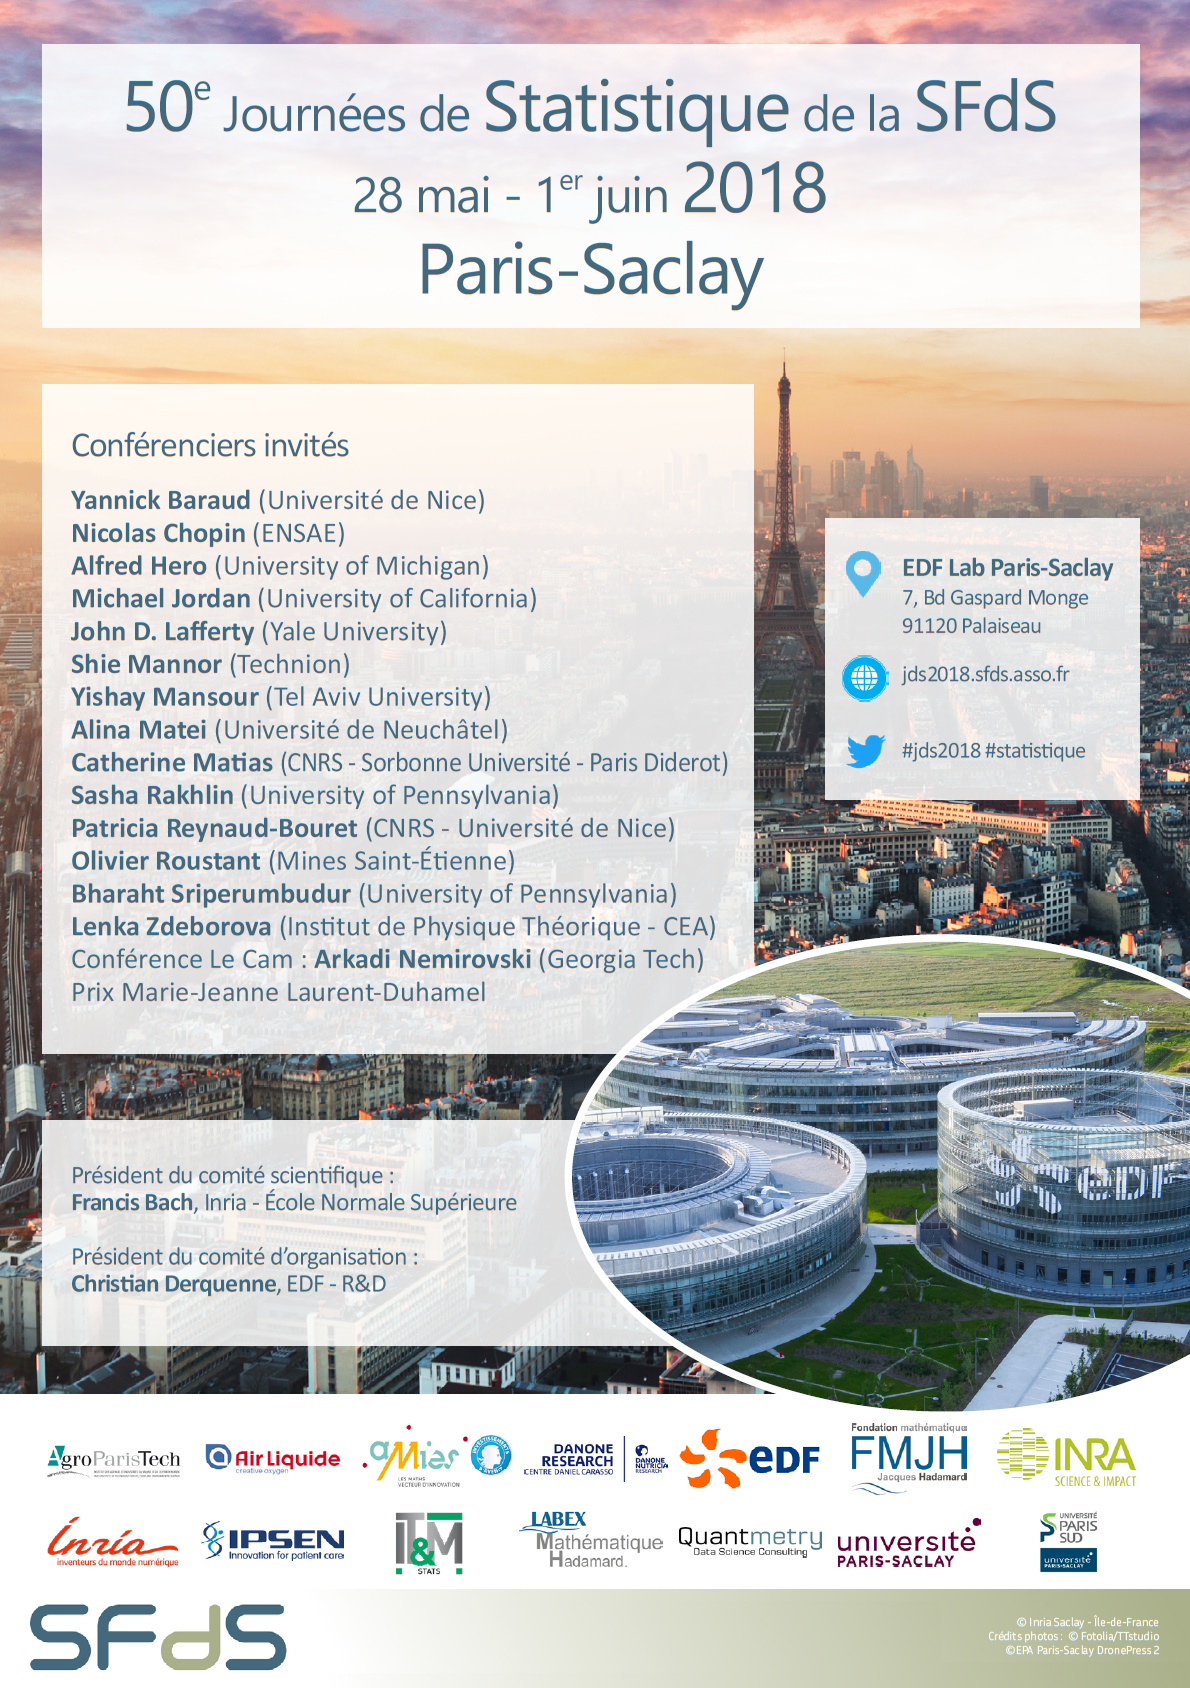 50e Journées de Statistique de la SFdS
28 mai - 1er juin 2018
Paris-Saclay
Conférenciers invités
Yannick Baraud (Université de Nice)
Nicolas Chopin (ENSAE)
Alfred Hero (University of Michigan)
Michael Jordan (University of California)
John D. Lafferty (Yale University)
Shie Mannor (Technion)
Yishay Mansour (Tel Aviv University)
Alina Matei (Université de Neuchâtel)
Catherine Matias (CNRS - Sorbonne Université - Paris Diderot)
Sasha Rakhlin (University of Pennsylvania)
Patricia Reynaud-Bouret (CNRS - Université de Nice)
Olivier Roustant (Mines Saint-Étienne)
Bharaht Sriperumbudur (University of Pennsylvania)
Lenka Zdeborova (Institut de Physique Théorique - CEA)
Conférence Le Cam : Arkadi Nemirovski (Georgia Tech)
Prix Marie-Jeanne Laurent-Duhamel
EDF Lab Paris-Saclay
7, Bd Gaspard Monge
91120 Palaiseau
jds2018.sfds.asso.fr
#jds2018 #statistique
Président du comité scientifique :
Francis Bach, Inria - École Normale Supérieure
Président du comité d'organisation :
Christian Derquenne, EDF - R&D
eDF
AgroParisTech
Air Liquide
creative oxygen
aMies
LES MATHS
VECTEUR D'INNOVATION
DANONE
RESEARCH
CENTRE DANIEL CARASSO
DANONE
NUTRICIA
RESEARCH
eDF
Fondation mathématique
FMJH
Jacques Hadamard
INRA
SCIENCE & IMPACT
Inría
inventeurs du monde numérique
IPSEN
Innovation for patient care
IT&M
STATS
LABEX
Mathématique
Hadamard.
Quantmetry
Data Science Consulting
université
PARIS-SACLAY
UNIVERSITÉ
PARIS
SUD
université
PARIS-SACLAY
SFdS
© Inria Saclay - Île-de-France
Crédits photos : © Fotolia/TTstudio
©EPA Paris-Saclay DronePress 2